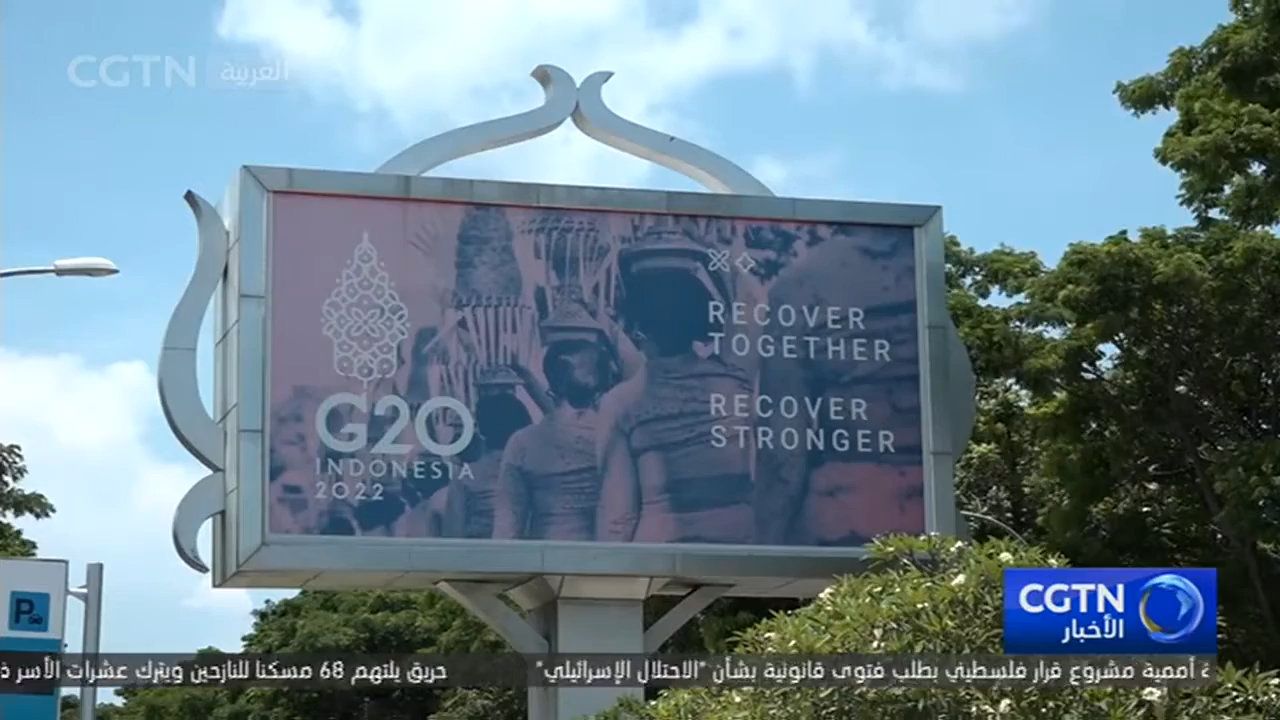 CGTN العربية
RECOVER
TOGETHER
RECOVER
STRONGER
G20
INDONESIA
2022
P
CGTN
الأخبار
أممية مشروع قرار فلسطيني بطلب فتوى قانونية بشأن "الاحتلال الإسرائيلي"
حريق يلتهم 68 مسكنا للنازحين ويترك عشرات الأسر